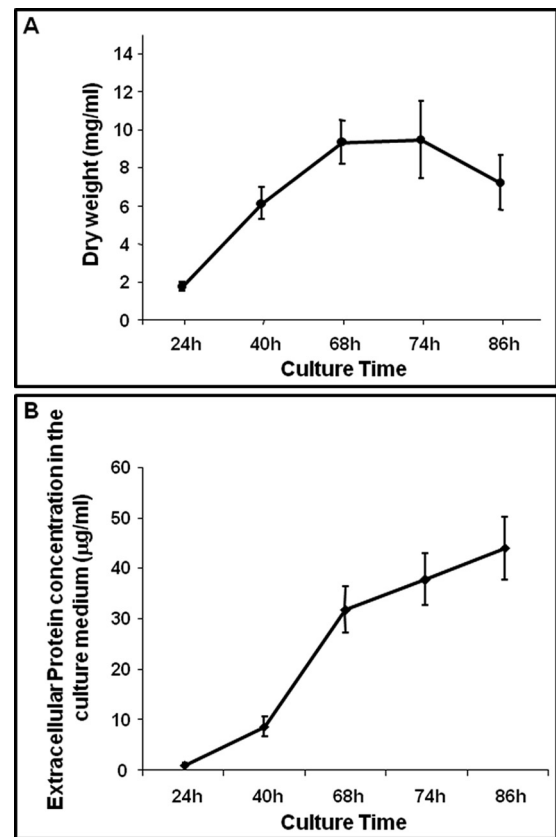 A
Dry weight (mg/ml)
14
12
10
8
6
4
2
0
24h 40h 68h 74h 86h
Culture Time
B
Extracellular Protein concentration in the
culture medium (µg/ml)
60
50
40
30
20
10
0
24h 40h 68h 74h 86h
Culture Time